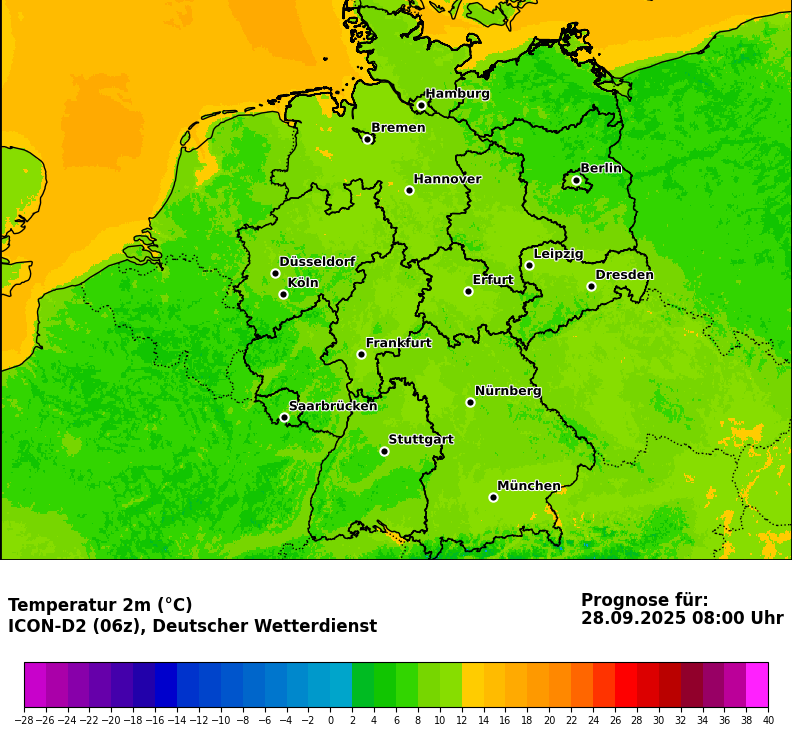 Hamburg
Bremen
Berlin
Hannover
Düsseldorf
Leipzig
Köln
Erfurt
Dresden
Frankfurt
Nürnberg
Saarbrücken
Stuttgart
München
Temperatur 2m (°C)
ICON-D2 (06z), Deutscher Wetterdienst
Prognose für:
28.09.2025 08:00 Uhr
−28 −26 −24 −22 −20 −18 −16 −14 −12 −10 −8 −6 −4 −2 0 2 4 6 8 10 12 14 16 18 20 22 24 26 28 30 32 34 36 38 40